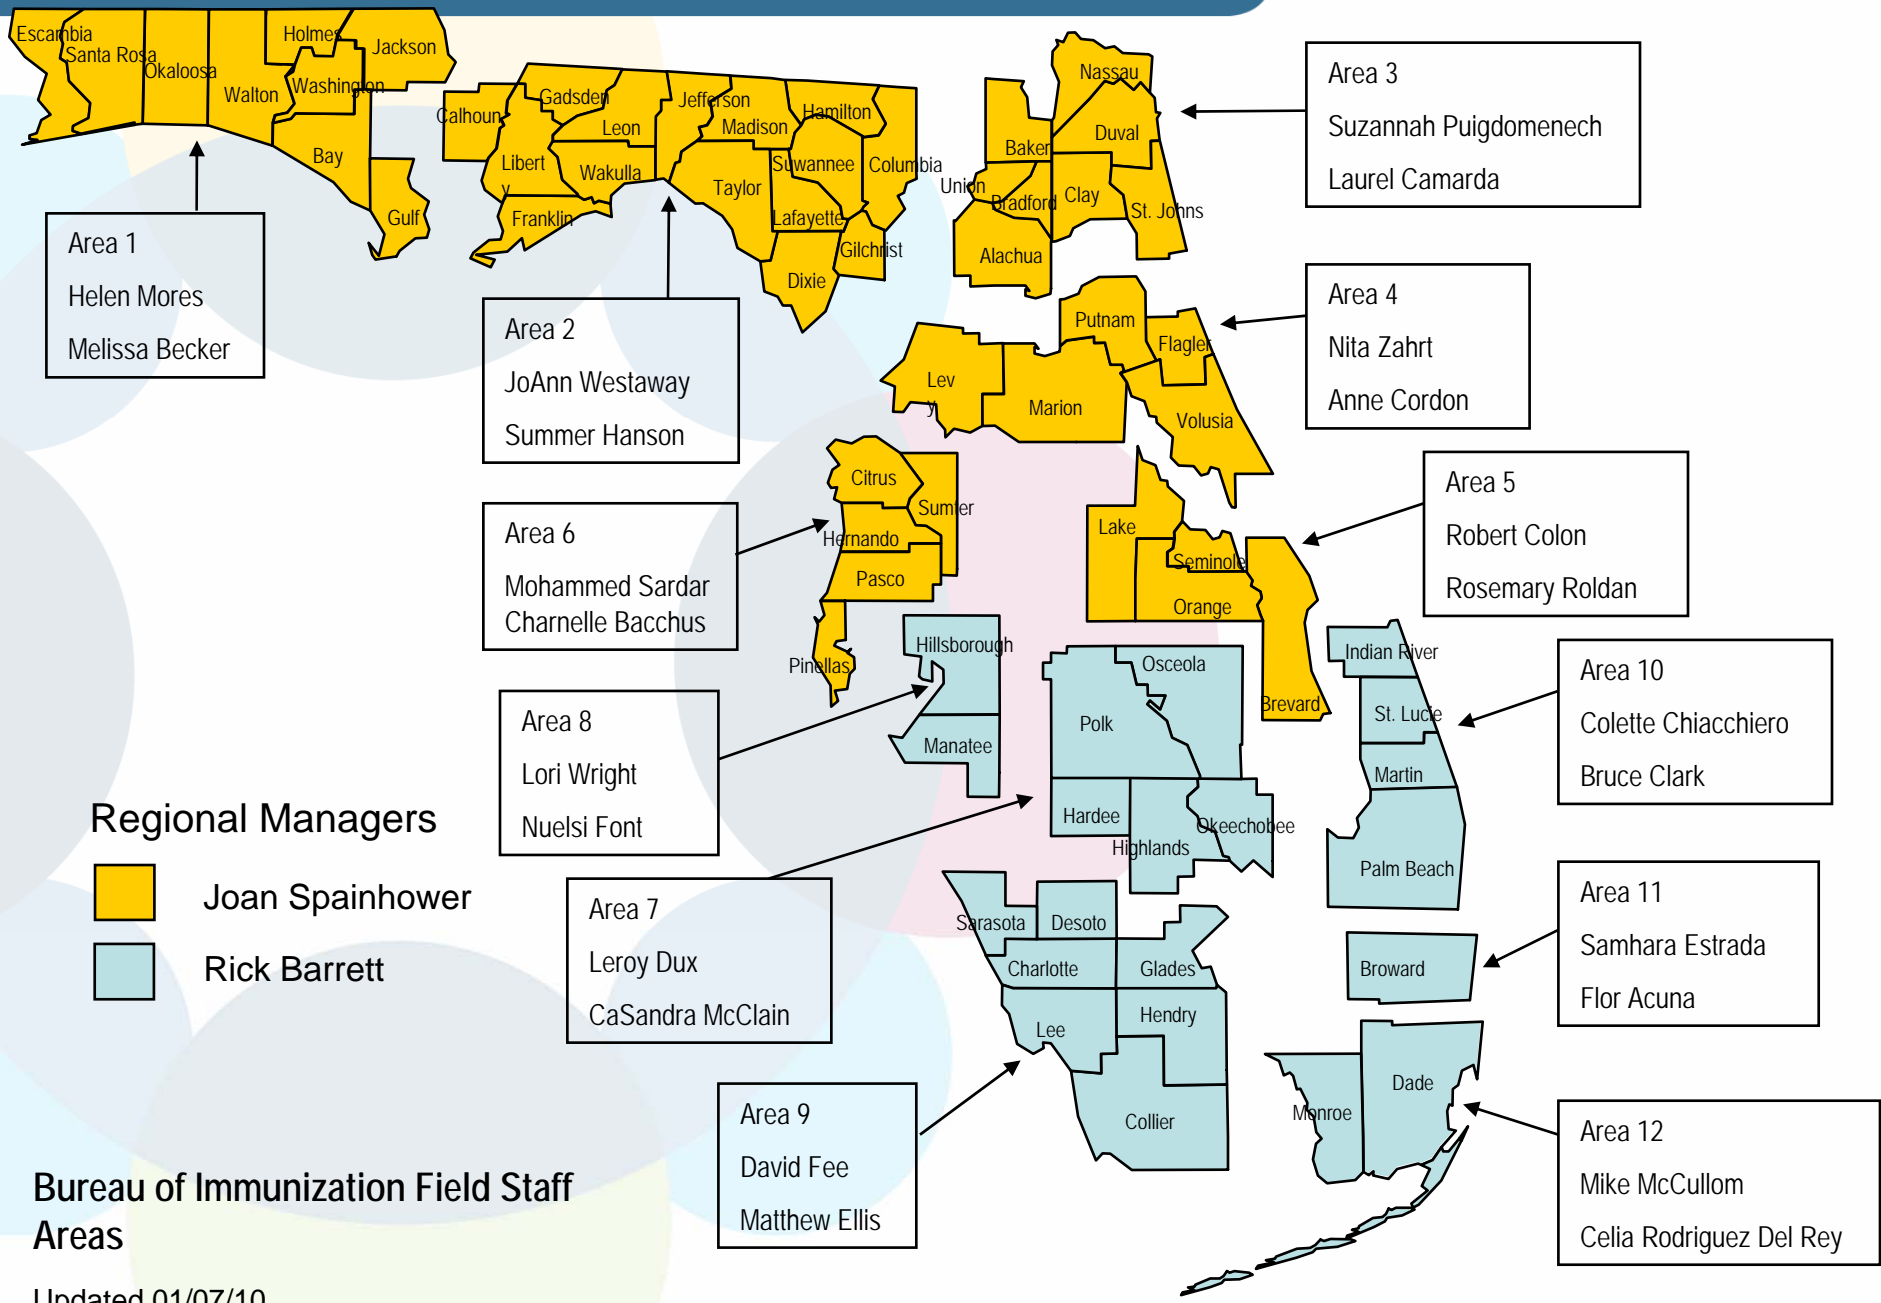 Escambia
Santa Rosa
Okaloosa
Walton
Holmes
Washington
Jackson
Bay
Gulf
Calhoun
Gadsden
Libert
y
Leon
Wakulla
Franklin
Jefferson
Madison
Taylor
Hamilton
Suwannee
Lafayette
Columbia
Dixie
Gilchrist
Nassau
Baker
Duval
Union
Bradford
Clay
St. Johns
Alachua
Area 3
Suzannah Puigdomenech
Laurel Camarda
Area 1
Helen Mores
Melissa Becker
Area 2
JoAnn Westaway
Summer Hanson
Putnam
Flagler
Lev
y
Marion
Volusia
Area 4
Nita Zahrt
Anne Cordon
Citrus
Sumter
Hernando
Pasco
Pinellas
Area 6
Mohammed Sardar
Charnelle Bacchus
Lake
Seminole
Orange
Brevard
Area 5
Robert Colon
Rosemary Roldan
Hillsborough
Manatee
Area 8
Lori Wright
Nuelsi Font
Osceola
Polk
Hardee
Highlands
Okeechobee
Indian River
St. Lucie
Martin
Palm Beach
Area 10
Colette Chiacchiero
Bruce Clark
Regional Managers
Joan Spainhower
Rick Barrett
Area 7
Leroy Dux
CaSandra McClain
Sarasota
Desoto
Charlotte
Glades
Lee
Hendry
Collier
Broward
Area 11
Samhara Estrada
Flor Acuna
Area 9
David Fee
Matthew Ellis
Monroe
Dade
Area 12
Mike McCullom
Celia Rodriguez Del Rey
Bureau of Immunization Field Staff
Areas
Updated 01/07/10